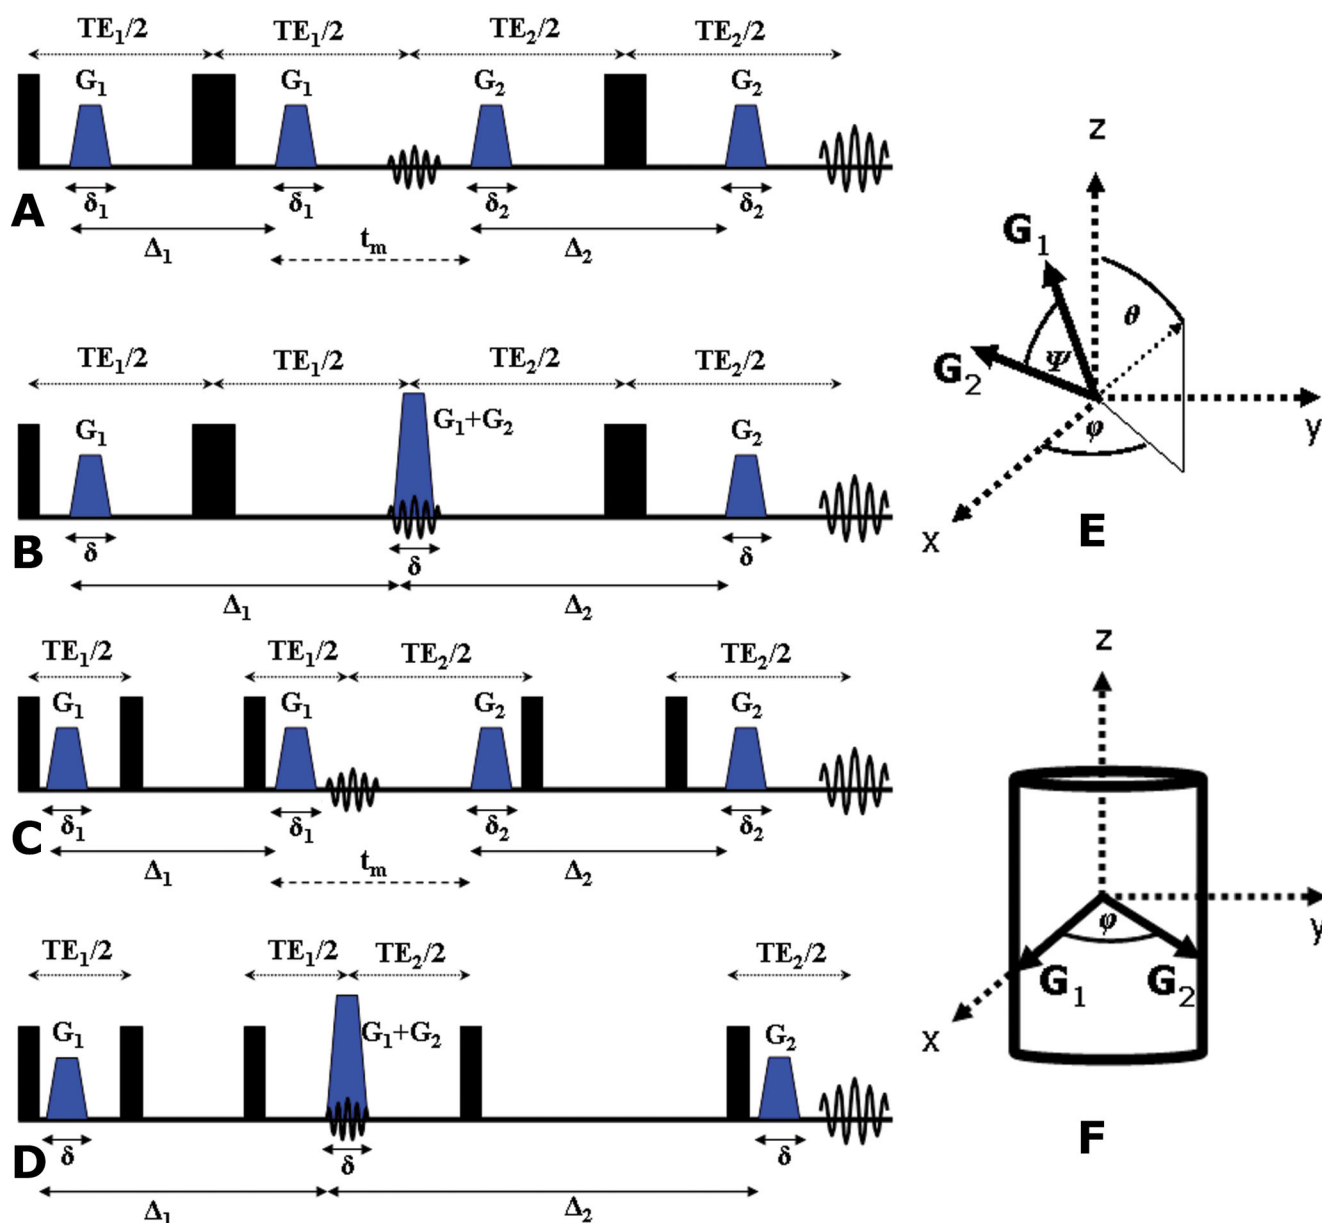 TE1/2 TE1/2 TE2/2 TE2/2
G1 G1 G2 G2
δ1 δ1 δ2 δ2
A
Δ1 tm Δ2
TE1/2 TE1/2 TE2/2 TE2/2
G1 G1+G2 G2
δ δ δ
B
Δ1 Δ2
TE1/2 TE1/2 TE2/2 TE2/2
G1 G1 G2 G2
δ1 δ1 δ2 δ2
C
Δ1 tm Δ2
TE1/2 TE1/2 TE2/2 TE2/2
G1 G1+G2 G2
δ δ δ
D
Δ1 Δ2
z
G1
θ
G2 Ψ
φ y
x
E
z
y
φ
G1 G2
x
F